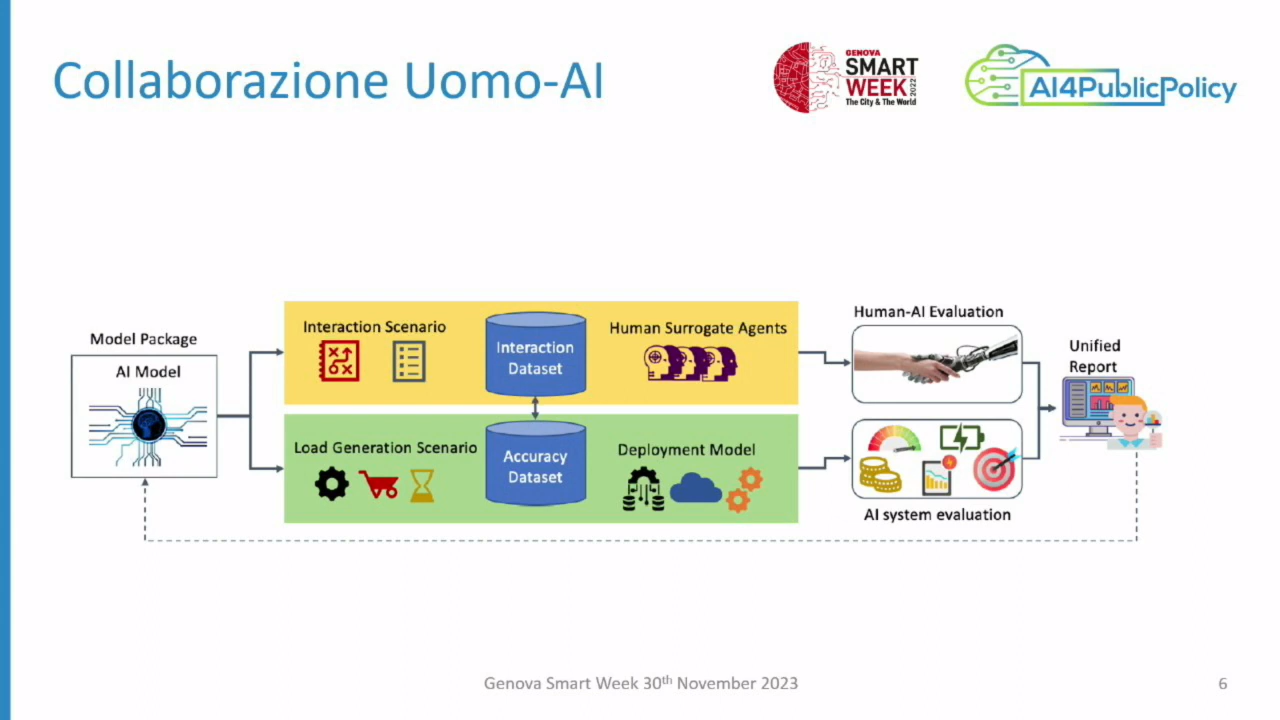 Collaborazione Uomo-AI
GENOVA
SMART
WEEK 2022
The City & The World
AI4PublicPolicy
Model Package
AI Model
Interaction Scenario
Interaction
Dataset
Human Surrogate Agents
Load Generation Scenario
Accuracy
Dataset
Deployment Model
Human-AI Evaluation
AI system evaluation
Unified
Report
Genova Smart Week 30th November 2023
6